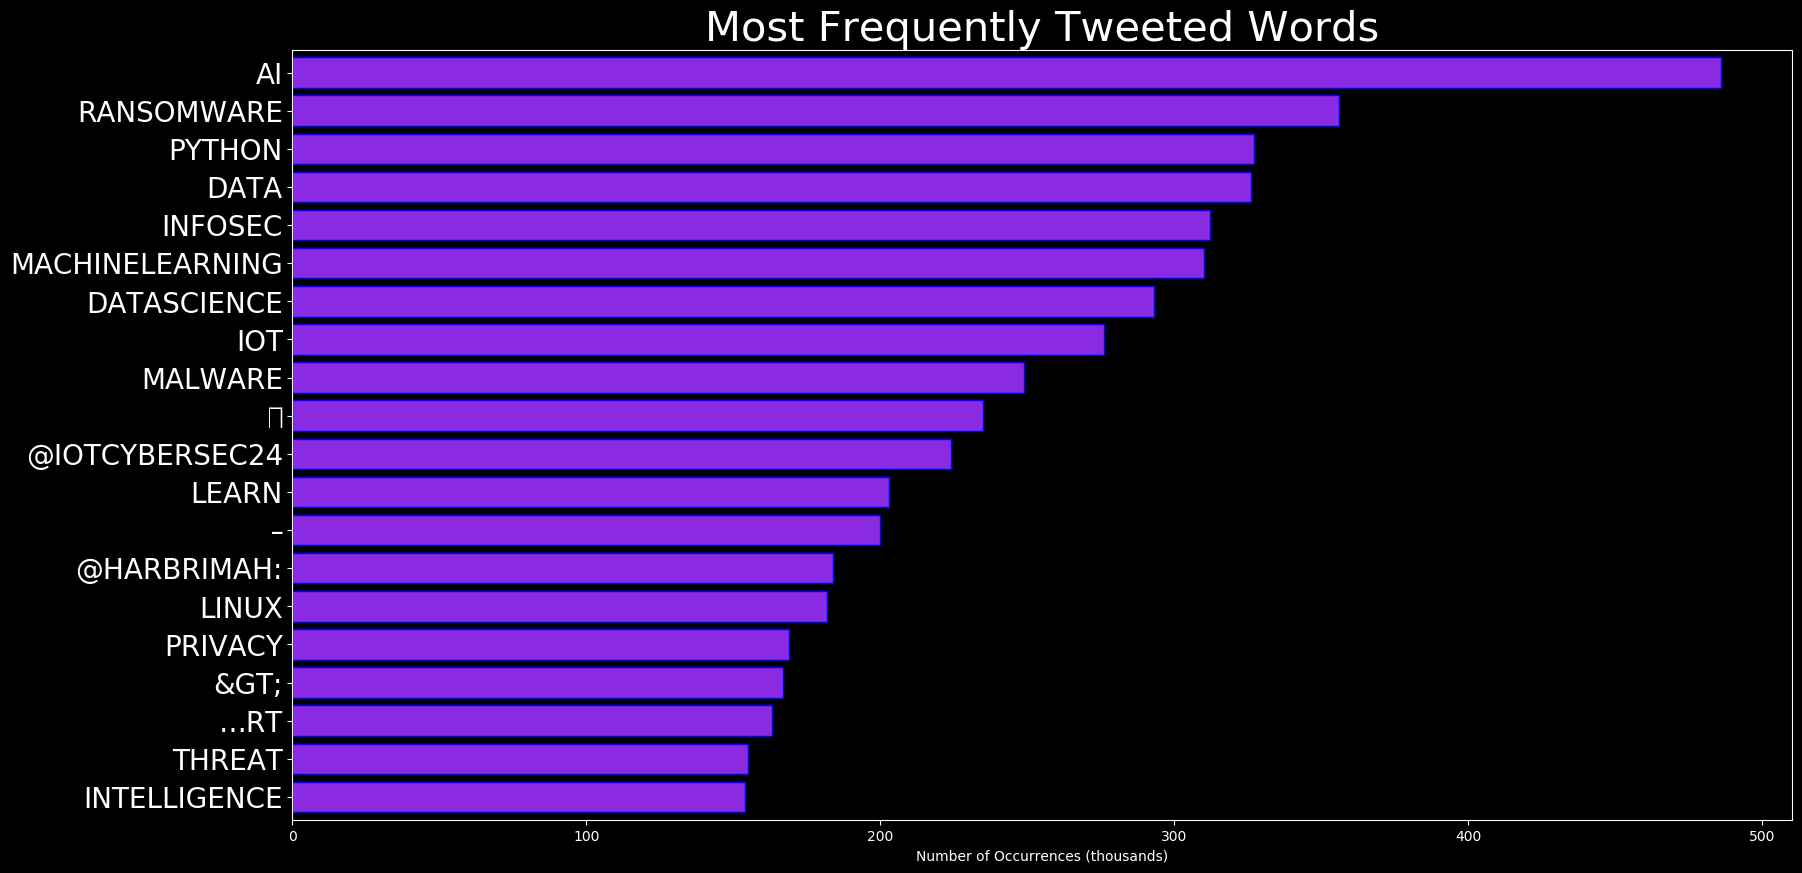 Most Frequently Tweeted Words
AI
RANSOMWARE
PYTHON
DATA
INFOSEC
MACHINELEARNING
DATASCIENCE
IOT
MALWARE
@IOTCYBERSEC24
LEARN
–
@HARBRIMAH:
LINUX
PRIVACY
&GT;
…RT
THREAT
INTELLIGENCE
0 100 200 300 400 500
Number of Occurrences (thousands)